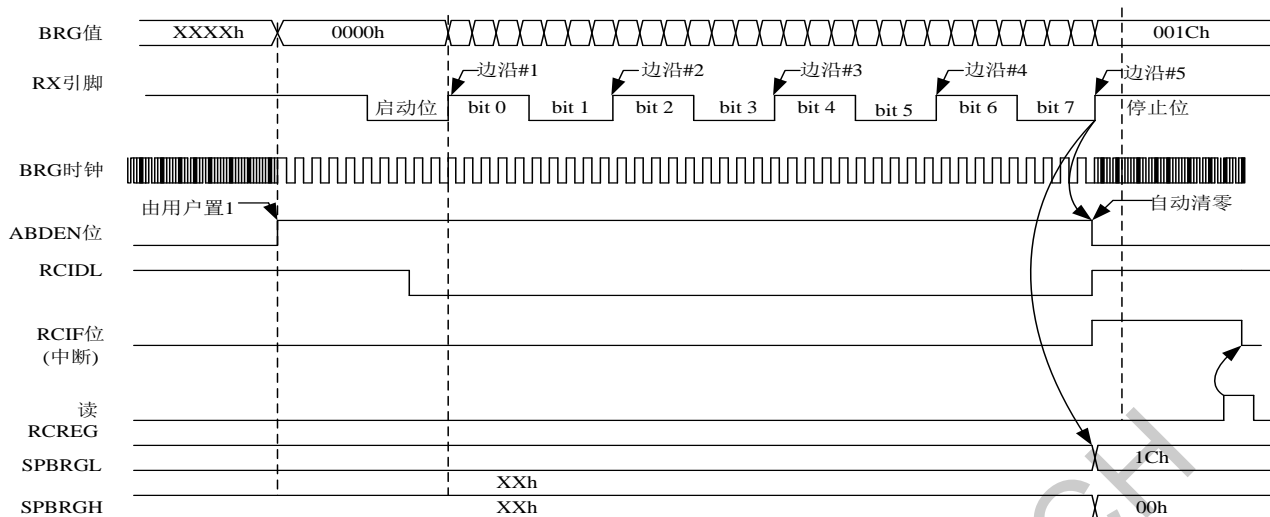 BRG值 XXXXh 0000h 001Ch
边沿#1 边沿#2 边沿#3 边沿#4 边沿#5
RX引脚
启动位 bit 0 bit 1 bit 2 bit 3 bit 4 bit 5 bit 6 bit 7 停止位
BRG时钟
由用户置1 自动清零
ABDEN位
RCIDL
RCIF位
(中断)
读
RCREG
SPBRGL 1Ch
XXh
SPBRGH XXh 00h
CH